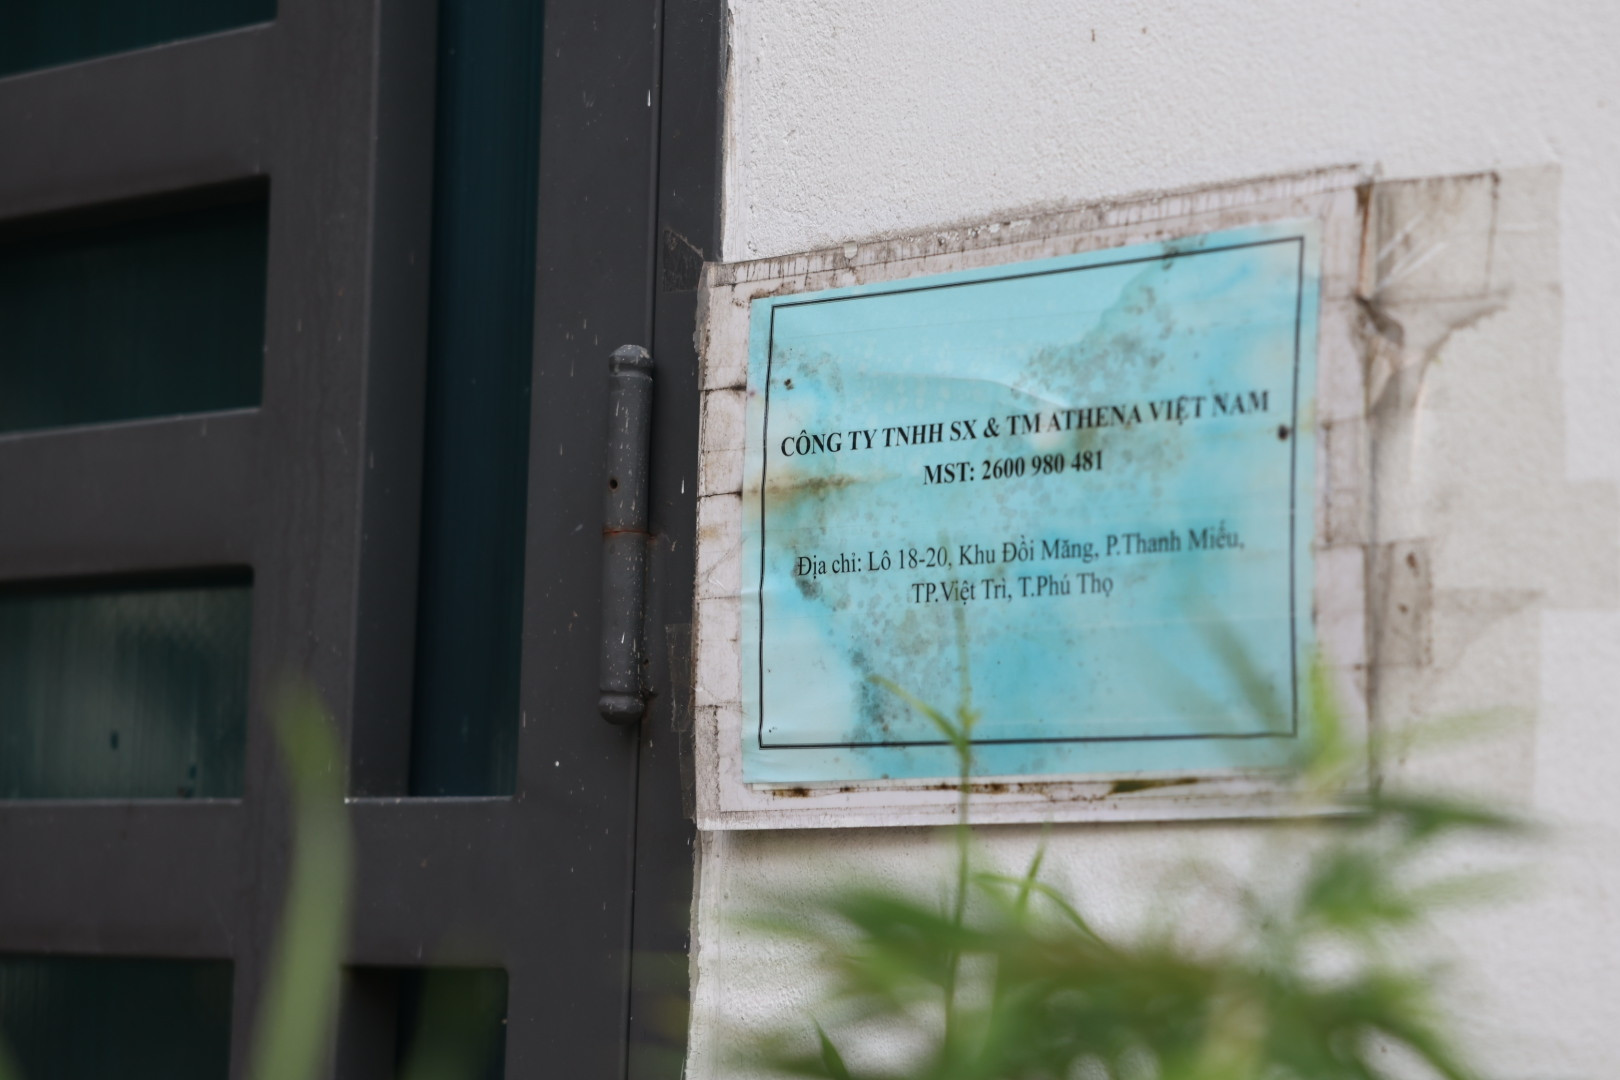 CÔNG TY TNHH SX & TM ATHENA VIỆT NAM
MST: 2600 980 481
Địa chỉ: Lô 18-20, Khu Đồi Măng, P.Thanh Miếu,
TP.Việt Trì, T.Phú Thọ